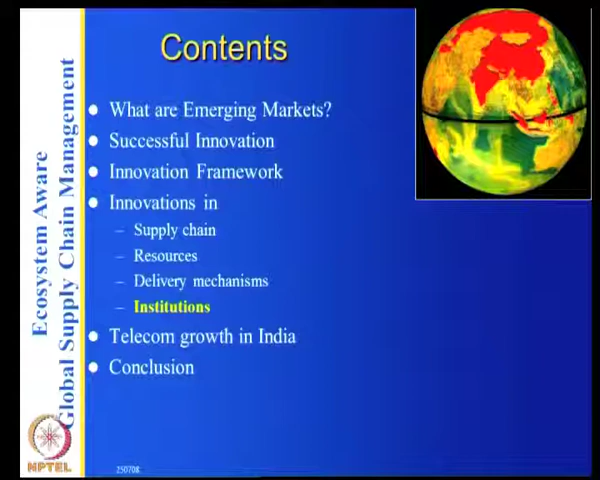 Contents
What are Emerging Markets?
Successful Innovation
Innovation Framework
Innovations in
– Supply chain
– Resources
– Delivery mechanisms
– Institutions
Telecom growth in India
Conclusion
Ecosystem Aware
Global Supply Chain Management
NPTEL
250708